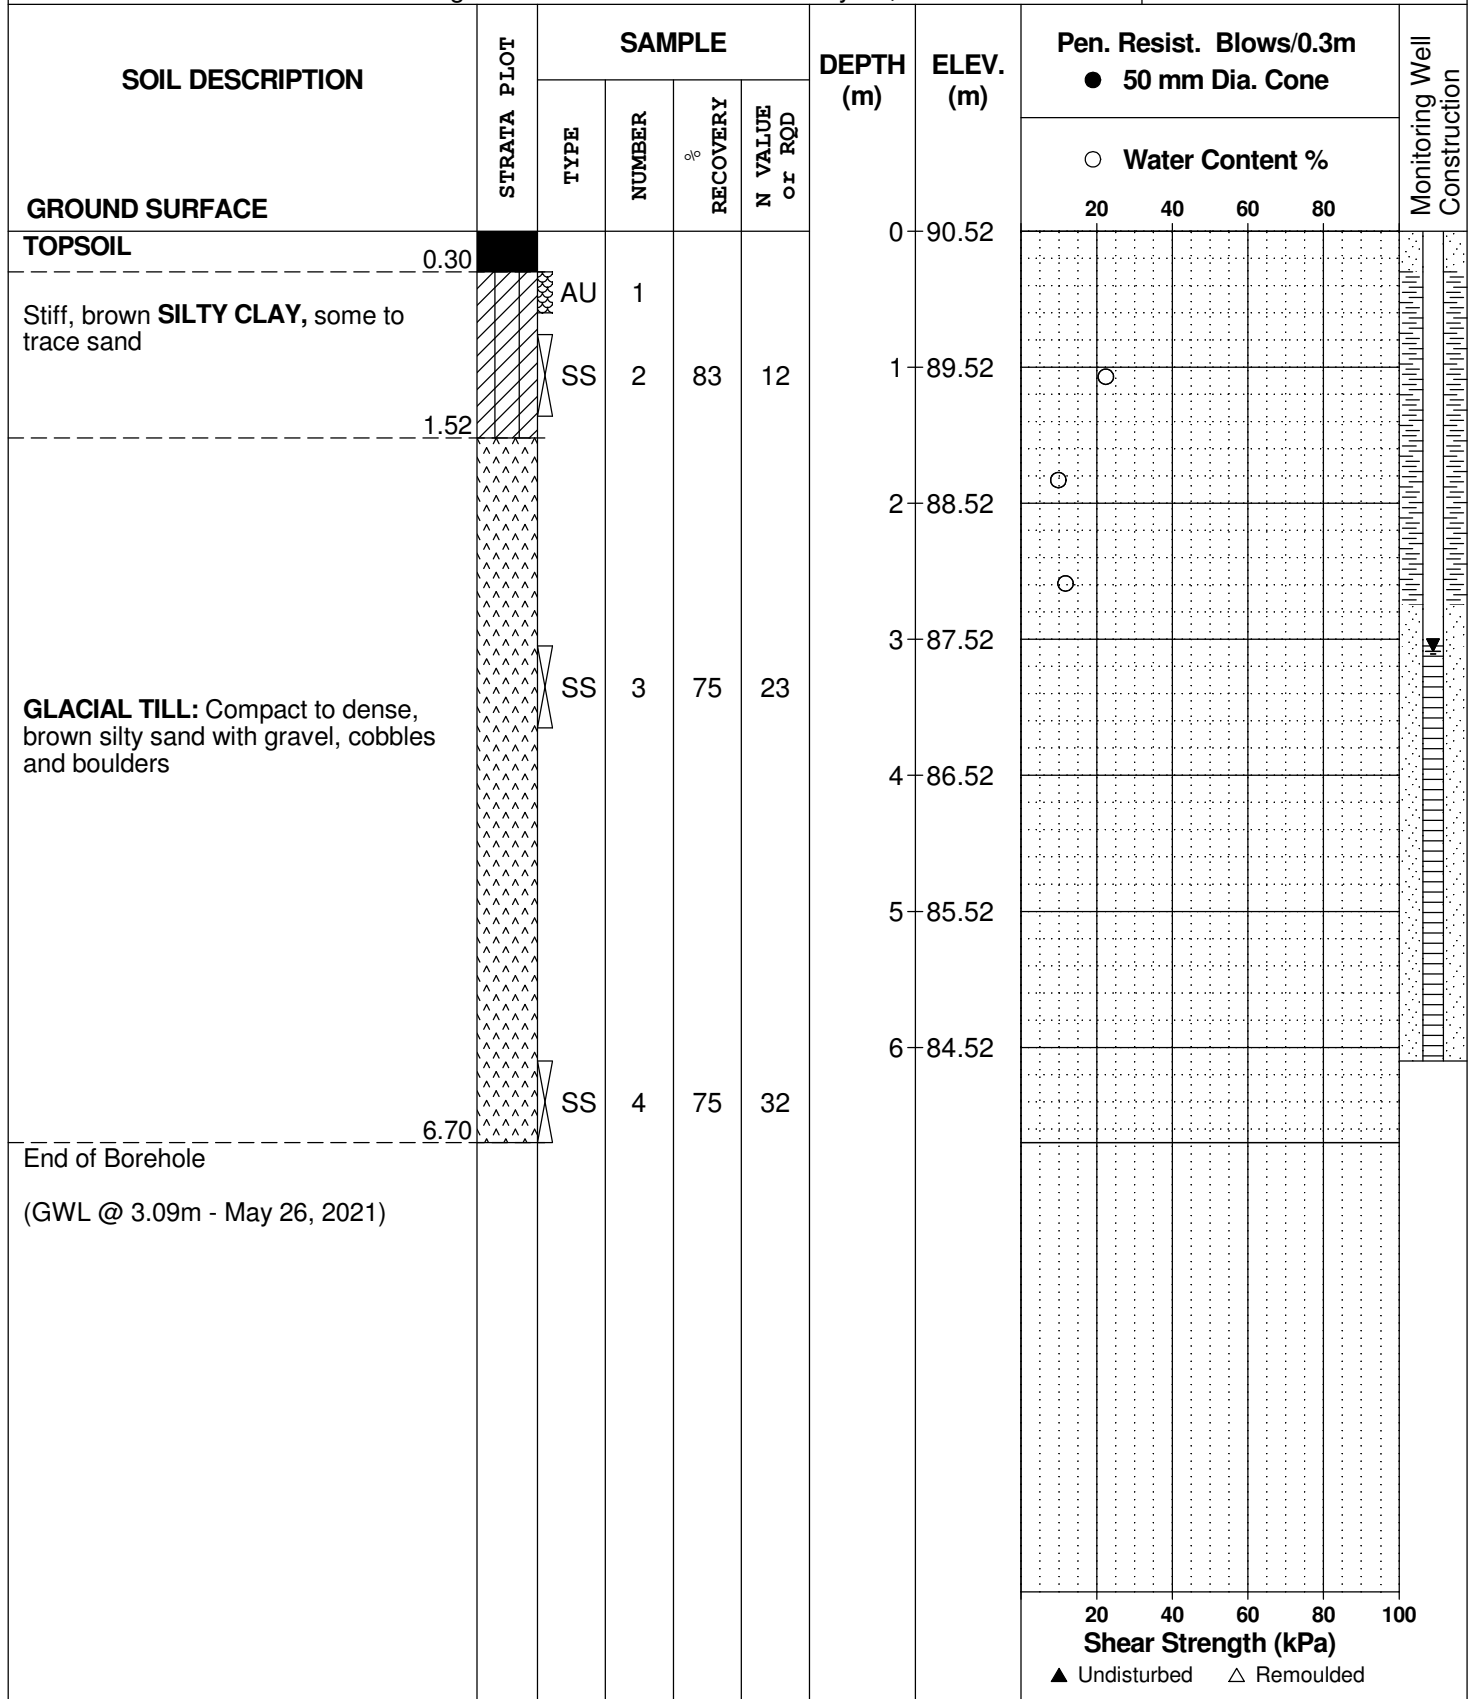 SOIL DESCRIPTION
GROUND SURFACE
STRATA PLOT
SAMPLE
TYPE
NUMBER
%
RECOVERY
N VALUE
or RQD
DEPTH
(m)
ELEV.
(m)
Pen. Resist. Blows/0.3m
● 50 mm Dia. Cone
○ Water Content %
20 40 60 80
Monitoring Well
Construction
0 90.52
TOPSOIL
0.30
AU 1
Stiff, brown SILTY CLAY, some to
trace sand
1 89.52
SS 2 83 12
1.52
2 88.52
3 87.52
SS 3 75 23
GLACIAL TILL: Compact to dense,
brown silty sand with gravel, cobbles
and boulders
4 86.52
5 85.52
6 84.52
SS 4 75 32
6.70
End of Borehole
(GWL @ 3.09m - May 26, 2021)
20 40 60 80 100
Shear Strength (kPa)
▲ Undisturbed △ Remoulded